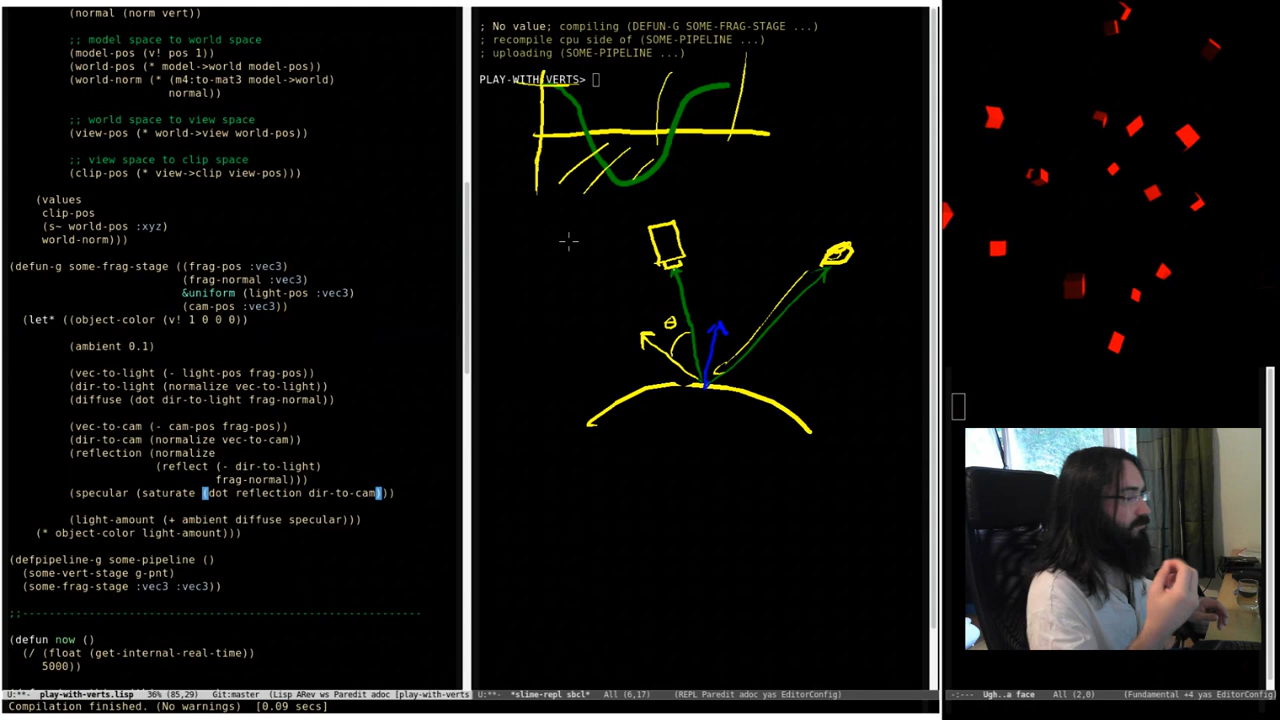 (normal (norm vert))
;; model space to world space
(model-pos (v! pos 1))
(world-pos (* model->world model-pos))
(world-norm (* (m4:to-mat3 model->world)
normal))
;; world space to view space
(view-pos (* world->view world-pos))
;; view space to clip space
(clip-pos (* view->clip view-pos)))
(values
clip-pos
(s~ world-pos :xyz)
world-norm)))
(defun-g some-frag-stage ((frag-pos :vec3)
(frag-normal :vec3)
&uniform (light-pos :vec3)
(cam-pos :vec3))
(let* ((object-color (v! 1 0 0 0))
(ambient 0.1)
(vec-to-light (- light-pos frag-pos))
(dir-to-light (normalize vec-to-light))
(diffuse (dot dir-to-light frag-normal))
(vec-to-cam (- cam-pos frag-pos))
(dir-to-cam (normalize vec-to-cam))
(reflection (normalize
(reflect (- dir-to-light)
frag-normal)))
(specular (saturate (dot reflection dir-to-cam)))
(light-amount (+ ambient diffuse specular)))
(* object-color light-amount)))
(defpipeline-g some-pipeline ()
(some-vert-stage g-pnt)
(some-frag-stage :vec3 :vec3))
;;------------------------------------------------------
(defun now ()
(/ (float (get-internal-real-time))
5000))
U:**- play-with-verts.lisp 36% (85,29) Git:master (Lisp ARev ws Paredit adoc [play-with-verts
Compilation finished. (No warnings) [0.09 secs]
; No value; compiling (DEFUN-G SOME-FRAG-STAGE ...)
; recompile cpu side of (SOME-PIPELINE ...)
; uploading (SOME-PIPELINE ...)
PLAY-WITH-VERTS>
θ
U:**- *slime-repl sbcl* All (6,17) (REPL Paredit adoc yas EditorConfig)
-:--- Ugh..a face All (2,0) (Fundamental +4 yas EditorConfig)